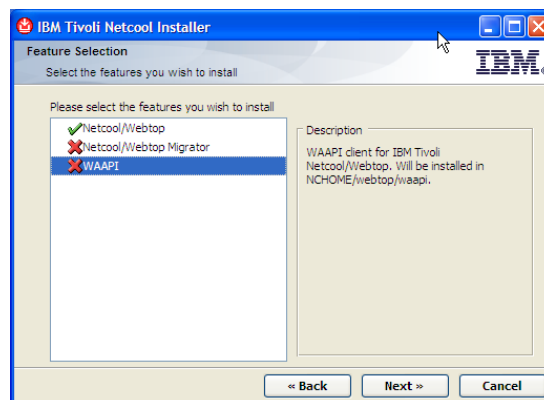 IBM Tivoli Netcool Installer
Feature Selection
Select the features you wish to install
IBM.
Please select the features you wish to install
Netcool/Webtop
Netcool/Webtop Migrator
WAAPI
Description
WAAPI client for IBM Tivoli
Netcool/Webtop. Will be installed in
NCHOME/webtop/waapi.
« Back
Next »
Cancel